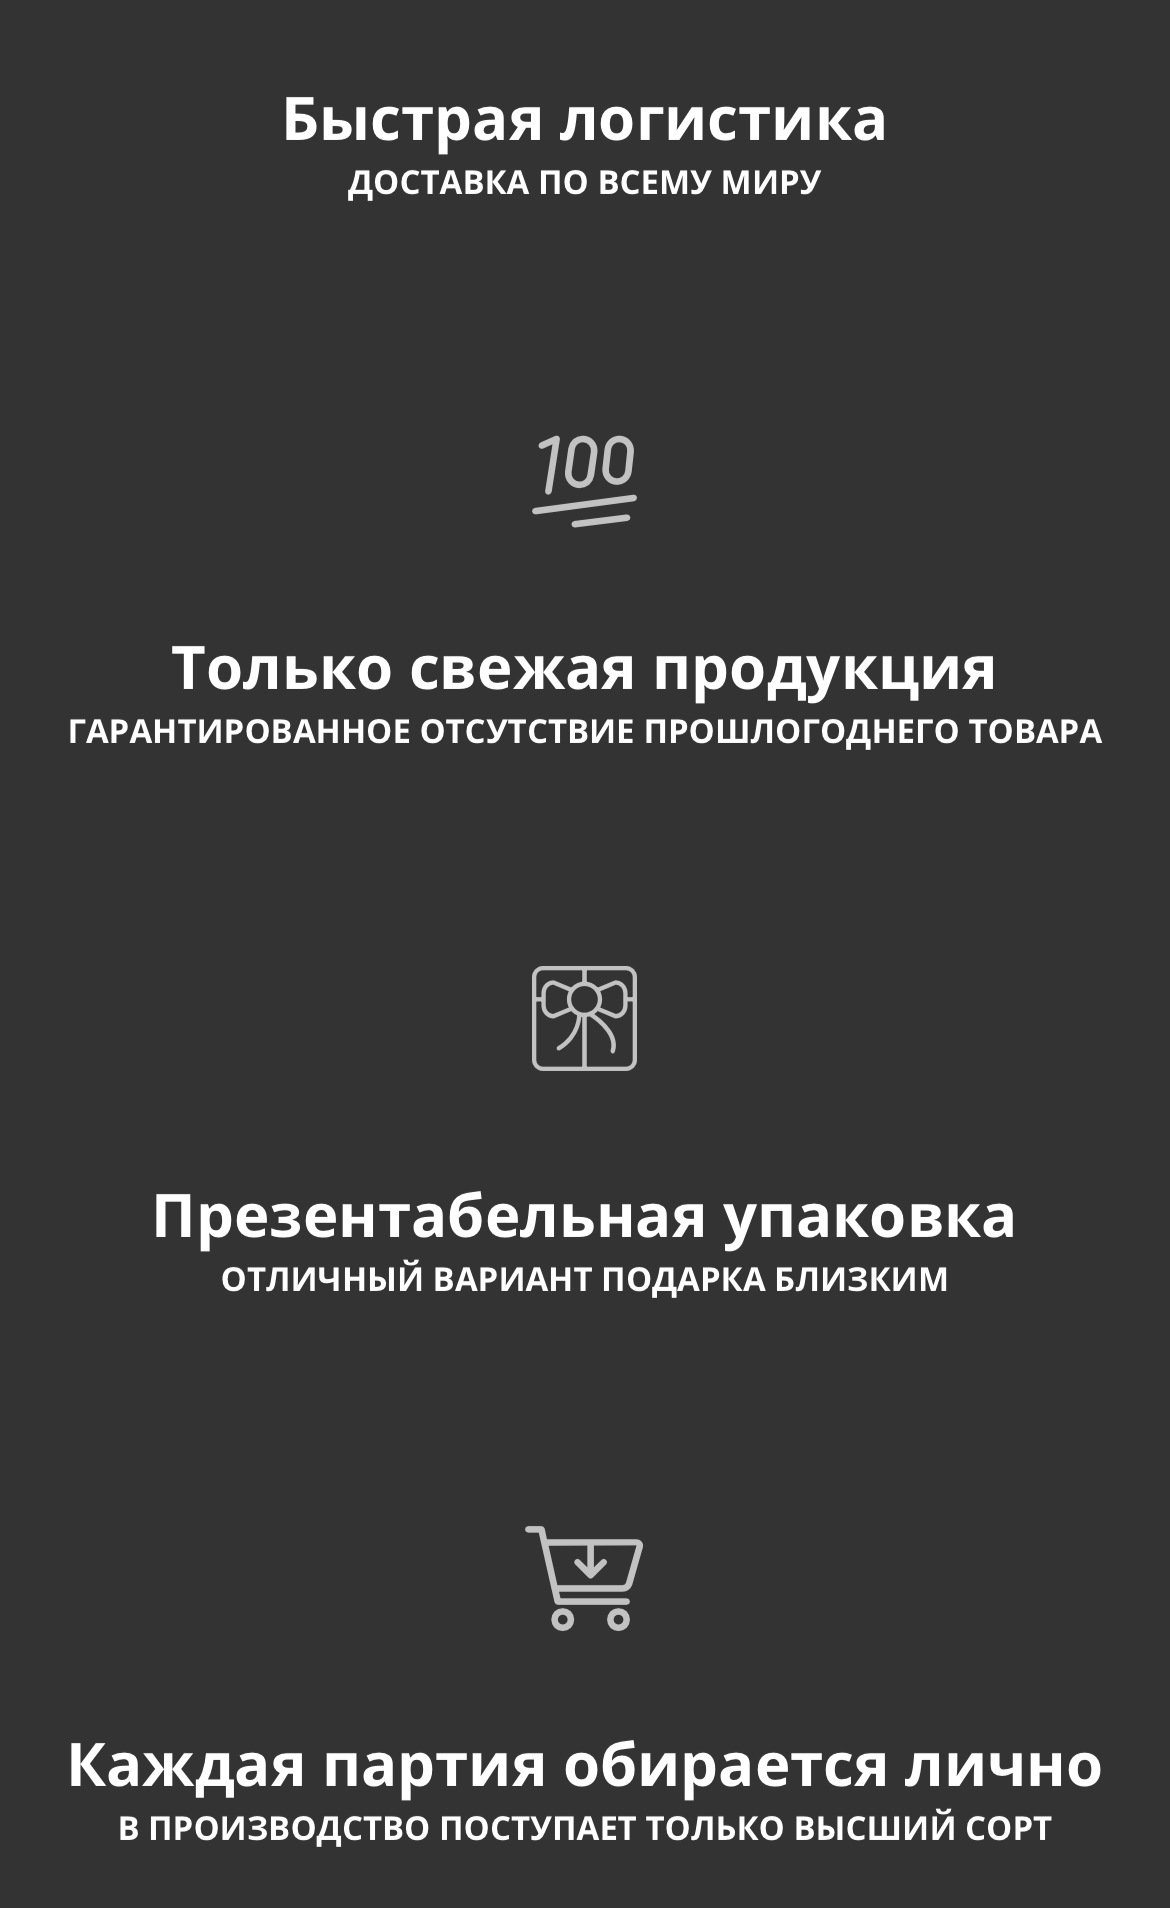 Быстрая логистика
ДОСТАВКА ПО ВСЕМУ МИРУ
100
Только свежая продукция
ГАРАНТИРОВАННОЕ ОТСУТСТВИЕ ПРОШЛОГОДНЕГО ТОВАРА
Презентабельная упаковка
ОТЛИЧНЫЙ ВАРИАНТ ПОДАРКА БЛИЗКИМ
Каждая партия обирается лично
В ПРОИЗВОДСТВО ПОСТУПАЕТ ТОЛЬКО ВЫСШИЙ СОРТ